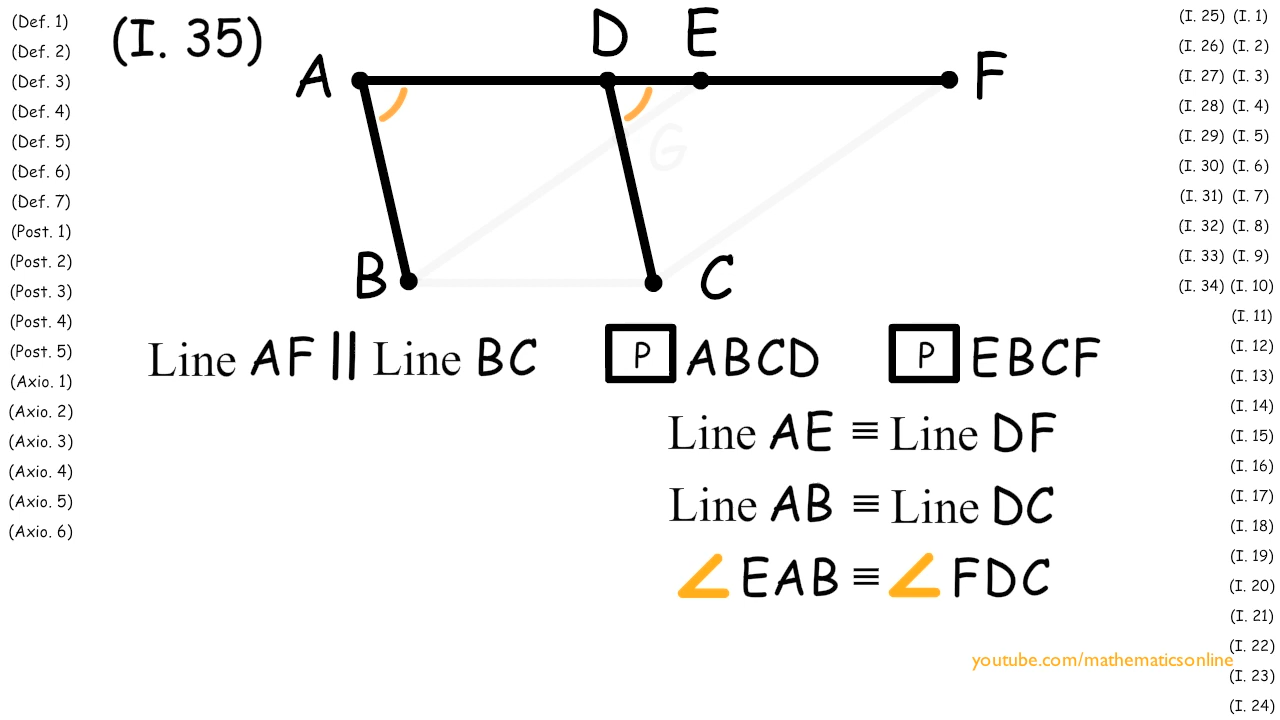 (Def. 1)
(Def. 2)
(Def. 3)
(Def. 4)
(Def. 5)
(Def. 6)
(Def. 7)
(Post. 1)
(Post. 2)
(Post. 3)
(Post. 4)
(Post. 5)
(Axio. 1)
(Axio. 2)
(Axio. 3)
(Axio. 4)
(Axio. 5)
(Axio. 6)
(I. 35)
A D E F
G
B C
Line AF || Line BC P ABCD P EBCF
Line AE ≡ Line DF
Line AB ≡ Line DC
∠EAB ≡ ∠FDC
youtube.com/mathematicsonline
(I. 25) (I. 1)
(I. 26) (I. 2)
(I. 27) (I. 3)
(I. 28) (I. 4)
(I. 29) (I. 5)
(I. 30) (I. 6)
(I. 31) (I. 7)
(I. 32) (I. 8)
(I. 33) (I. 9)
(I. 34) (I. 10)
(I. 11)
(I. 12)
(I. 13)
(I. 14)
(I. 15)
(I. 16)
(I. 17)
(I. 18)
(I. 19)
(I. 20)
(I. 21)
(I. 22)
(I. 23)
(I. 24)